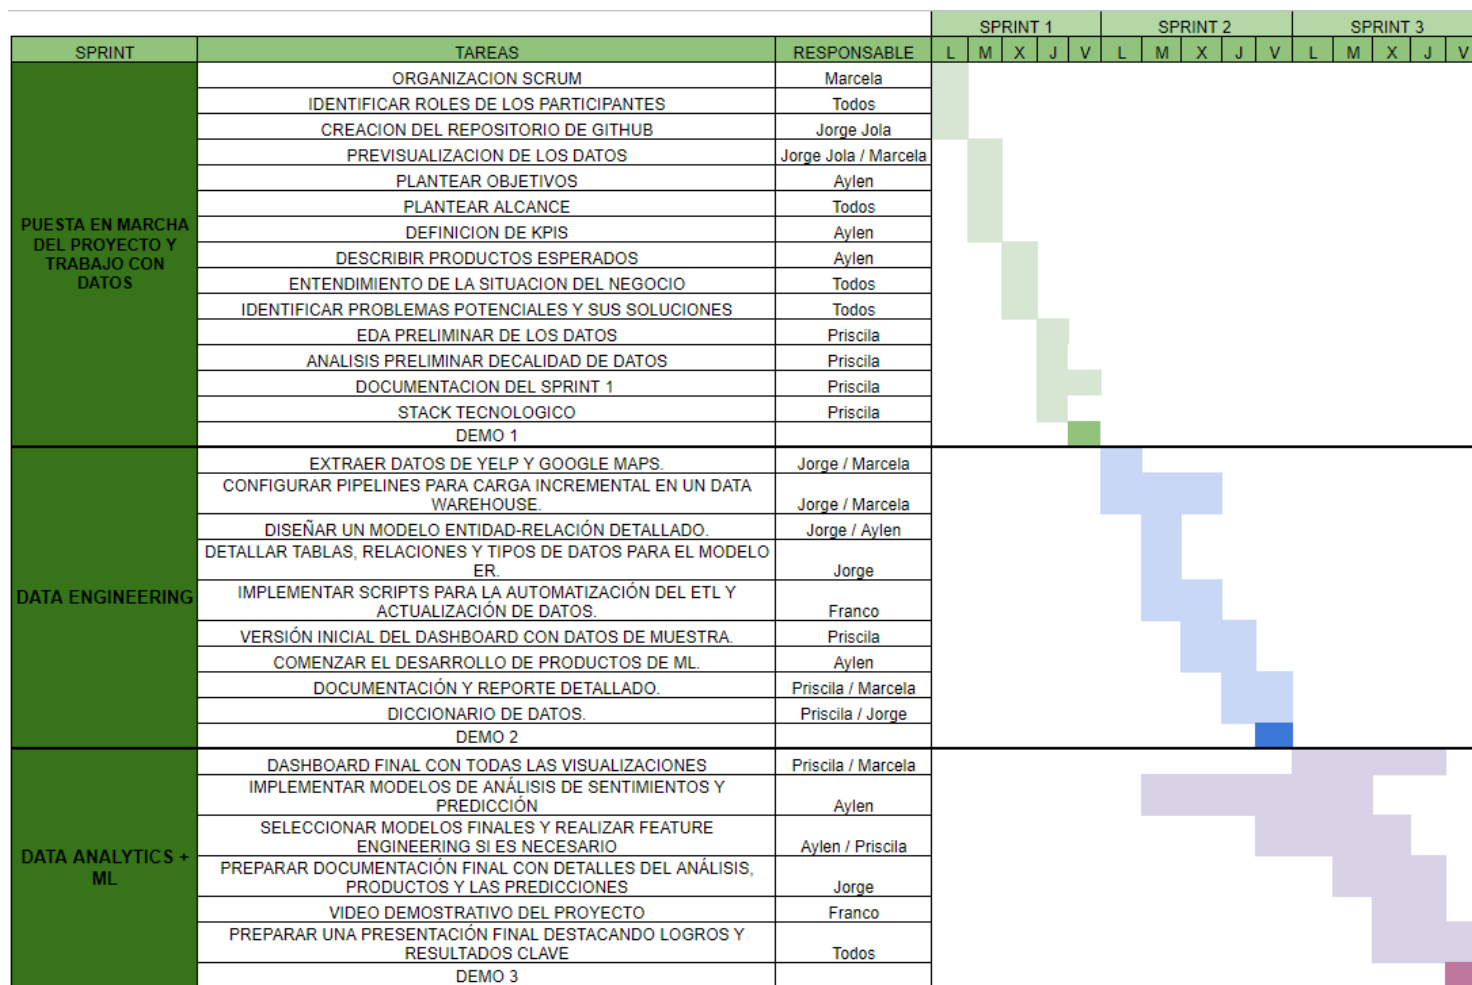 SPRINT 1 SPRINT 2 SPRINT 3
SPRINT TAREAS RESPONSABLE L M X J V L M X J V L M X J V
PUESTA EN MARCHA
DEL PROYECTO Y
TRABAJO CON
DATOS
ORGANIZACION SCRUM Marcela
IDENTIFICAR ROLES DE LOS PARTICIPANTES Todos
CREACION DEL REPOSITORIO DE GITHUB Jorge Jola
PREVISUALIZACION DE LOS DATOS Jorge Jola / Marcela
PLANTEAR OBJETIVOS Aylen
PLANTEAR ALCANCE Todos
DEFINICION DE KPIS Aylen
DESCRIBIR PRODUCTOS ESPERADOS Aylen
ENTENDIMIENTO DE LA SITUACION DEL NEGOCIO Todos
IDENTIFICAR PROBLEMAS POTENCIALES Y SUS SOLUCIONES Todos
EDA PRELIMINAR DE LOS DATOS Priscila
ANALISIS PRELIMINAR DECALIDAD DE DATOS Priscila
DOCUMENTACION DEL SPRINT 1 Priscila
STACK TECNOLOGICO Priscila
DEMO 1
DATA ENGINEERING
EXTRAER DATOS DE YELP Y GOOGLE MAPS. Jorge / Marcela
CONFIGURAR PIPELINES PARA CARGA INCREMENTAL EN UN DATA
WAREHOUSE. Jorge / Marcela
DISEÑAR UN MODELO ENTIDAD-RELACIÓN DETALLADO. Jorge / Aylen
DETALLAR TABLAS, RELACIONES Y TIPOS DE DATOS PARA EL MODELO
ER. Jorge
IMPLEMENTAR SCRIPTS PARA LA AUTOMATIZACIÓN DEL ETL Y
ACTUALIZACIÓN DE DATOS. Franco
VERSIÓN INICIAL DEL DASHBOARD CON DATOS DE MUESTRA. Priscila
COMENZAR EL DESARROLLO DE PRODUCTOS DE ML. Aylen
DOCUMENTACIÓN Y REPORTE DETALLADO. Priscila / Marcela
DICCIONARIO DE DATOS. Priscila / Jorge
DEMO 2
DATA ANALYTICS +
ML
DASHBOARD FINAL CON TODAS LAS VISUALIZACIONES Priscila / Marcela
IMPLEMENTAR MODELOS DE ANÁLISIS DE SENTIMIENTOS Y
PREDICCIÓN Aylen
SELECCIONAR MODELOS FINALES Y REALIZAR FEATURE
ENGINEERING SI ES NECESARIO Aylen / Priscila
PREPARAR DOCUMENTACIÓN FINAL CON DETALLES DEL ANÁLISIS,
PRODUCTOS Y LAS PREDICCIONES Jorge
VIDEO DEMOSTRATIVO DEL PROYECTO Franco
PREPARAR UNA PRESENTACIÓN FINAL DESTACANDO LOGROS Y
RESULTADOS CLAVE Todos
DEMO 3